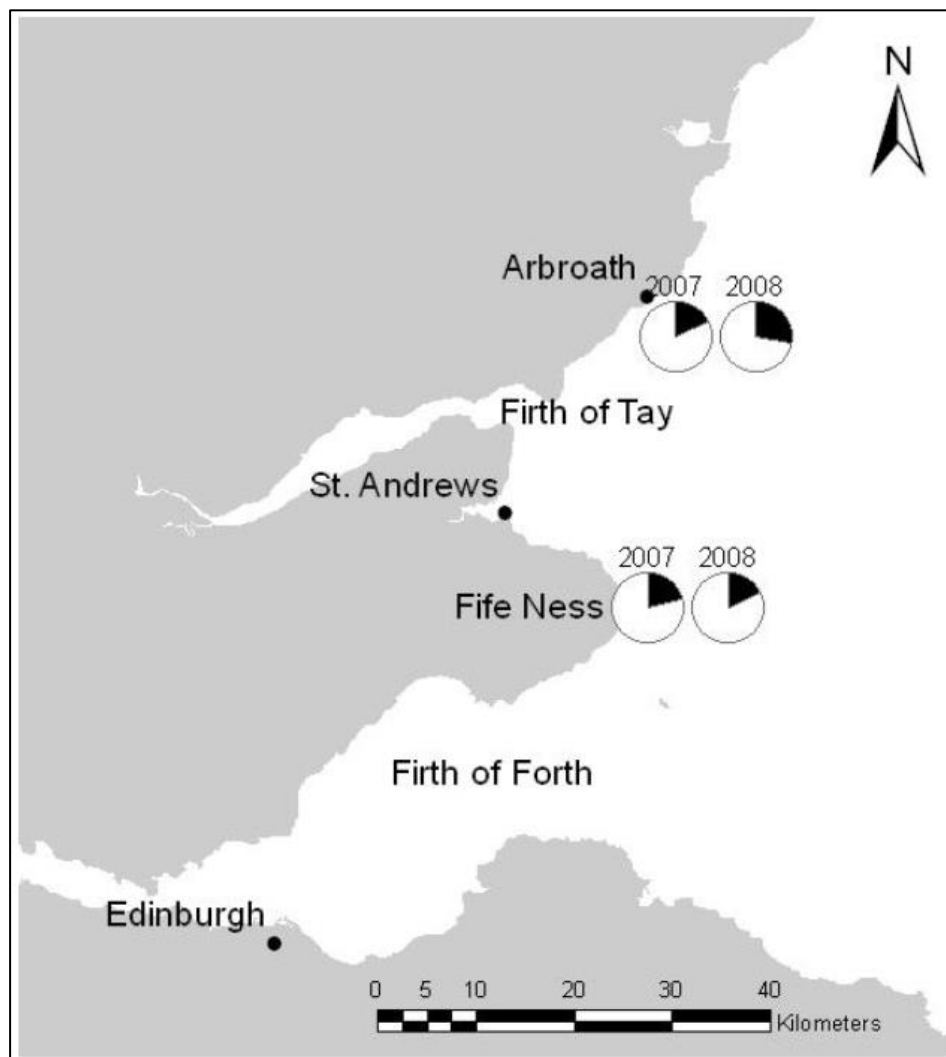 N
Arbroath
2007 2008
Firth of Tay
St. Andrews
2007 2008
Fife Ness
Firth of Forth
Edinburgh
0 5 10 20 30 40
Kilometers